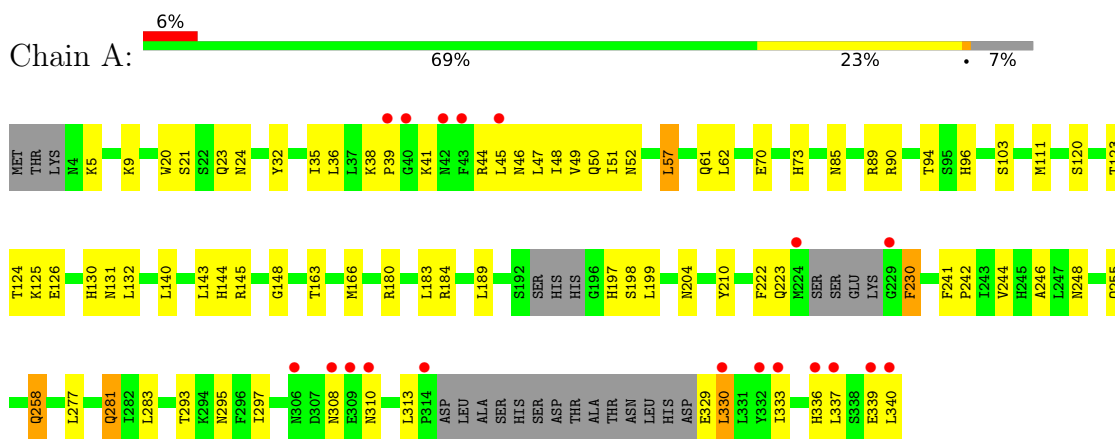 6%
Chain A:
69% 23% • 7%
MET THR LYS N4 K5 K9 W20 S21 S22 Q23 N24 Y32 I35 L36 L37 K38 P39 G40 K41 N42 F43 R44 L45 N46 L47 I48 V49 Q50 I51 N52 L57 Q61 L62 E70 H73 N85 R89 R90 T94 S95 H96 S103 M111 S120 T123
T124 K125 E126 H130 N131 L132 L140 L143 H144 R145 G148 T163 M166 R180 L183 R184 L189 S192 SER HIS HIS G196 H197 S198 L199 N204 Y210 F222 Q223 M224 SER SER GLU LYS G229 F230 F241 P242 I243 V244 H245 A246 L247 N248
Q258 L277 Q281 I282 L283 T293 K294 N295 F296 I297 N306 D307 N308 E309 N310 L313 P314 ASP LEU ALA SER HIS SER ASP THR ALA THR ASN LEU HIS ASP E329 L330 L331 Y332 I333 H336 L337 S338 E339 L340